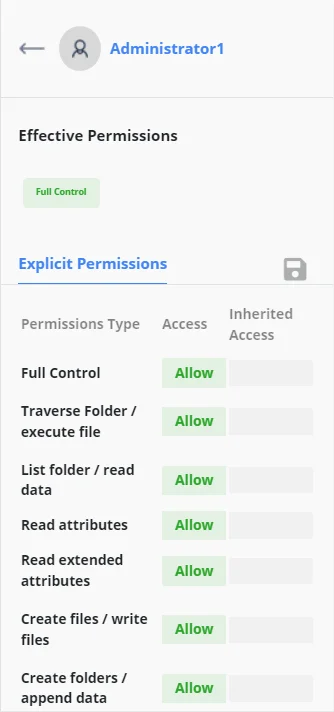 Administrator1
Effective Permissions
Full Control
Explicit Permissions
Permissions Type Access Inherited
Access
Full Control Allow
Traverse Folder / Allow
execute file
List folder / read Allow
data
Read attributes Allow
Read extended Allow
attributes
Create files / write Allow
files
Create folders / Allow
append data